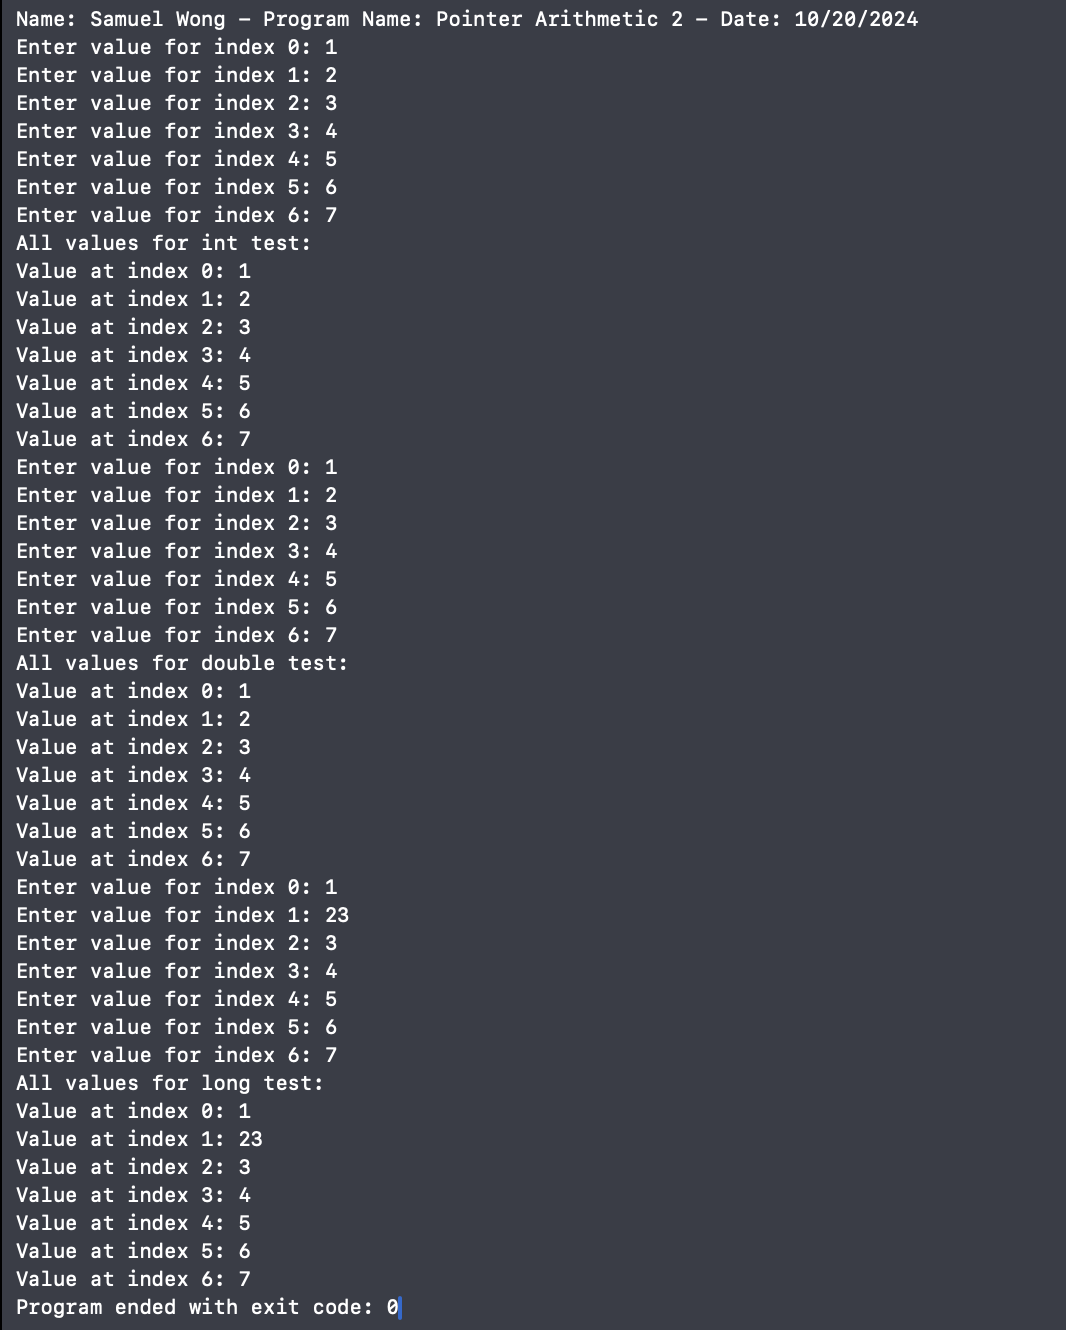 Name: Samuel Wong – Program Name: Pointer Arithmetic 2 – Date: 10/20/2024
Enter value for index 0: 1
Enter value for index 1: 2
Enter value for index 2: 3
Enter value for index 3: 4
Enter value for index 4: 5
Enter value for index 5: 6
Enter value for index 6: 7
All values for int test:
Value at index 0: 1
Value at index 1: 2
Value at index 2: 3
Value at index 3: 4
Value at index 4: 5
Value at index 5: 6
Value at index 6: 7
Enter value for index 0: 1
Enter value for index 1: 2
Enter value for index 2: 3
Enter value for index 3: 4
Enter value for index 4: 5
Enter value for index 5: 6
Enter value for index 6: 7
All values for double test:
Value at index 0: 1
Value at index 1: 2
Value at index 2: 3
Value at index 3: 4
Value at index 4: 5
Value at index 5: 6
Value at index 6: 7
Enter value for index 0: 1
Enter value for index 1: 23
Enter value for index 2: 3
Enter value for index 3: 4
Enter value for index 4: 5
Enter value for index 5: 6
Enter value for index 6: 7
All values for long test:
Value at index 0: 1
Value at index 1: 23
Value at index 2: 3
Value at index 3: 4
Value at index 4: 5
Value at index 5: 6
Value at index 6: 7
Program ended with exit code: 0